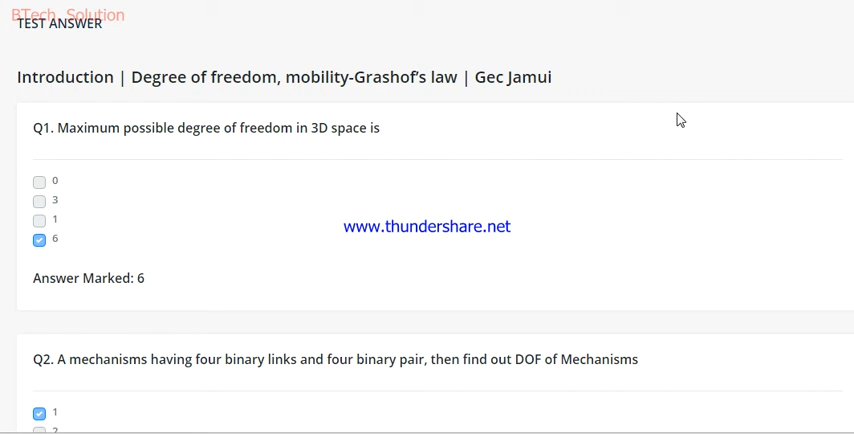 BTech_Solution
TEST ANSWER
Introduction | Degree of freedom, mobility-Grashof’s law | Gec Jamui
Q1. Maximum possible degree of freedom in 3D space is
0
3
1
6
www.thundershare.net
Answer Marked: 6
Q2. A mechanisms having four binary links and four binary pair, then find out DOF of Mechanisms
1
2